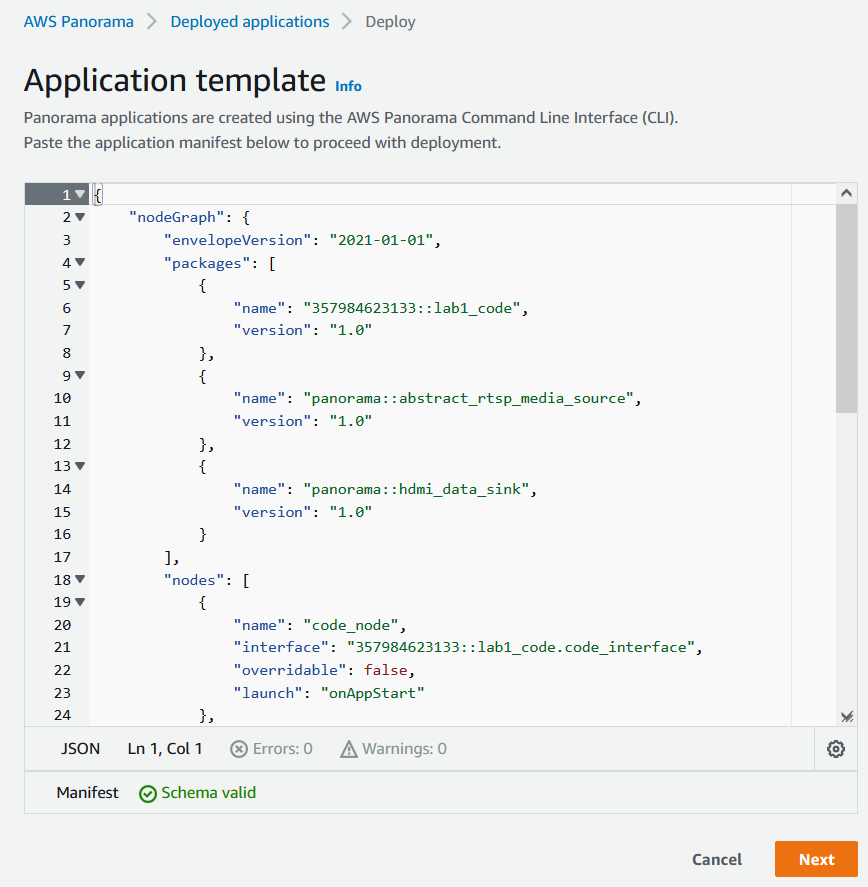 AWS Panorama > Deployed applications > Deploy
Application template Info
Panorama applications are created using the AWS Panorama Command Line Interface (CLI).
Paste the application manifest below to proceed with deployment.
1 {
2 "nodeGraph": {
3 "envelopeVersion": "2021-01-01",
4 "packages": [
5 {
6 "name": "357984623133::lab1_code",
7 "version": "1.0"
8 },
9 {
10 "name": "panorama::abstract_rtsp_media_source",
11 "version": "1.0"
12 },
13 {
14 "name": "panorama::hdmi_data_sink",
15 "version": "1.0"
16 }
17 ],
18 "nodes": [
19 {
20 "name": "code_node",
21 "interface": "357984623133::lab1_code.code_interface",
22 "overridable": false,
23 "launch": "onAppStart"
24 },
JSON Ln 1, Col 1 Errors: 0 Warnings: 0
Manifest Schema valid
Cancel Next